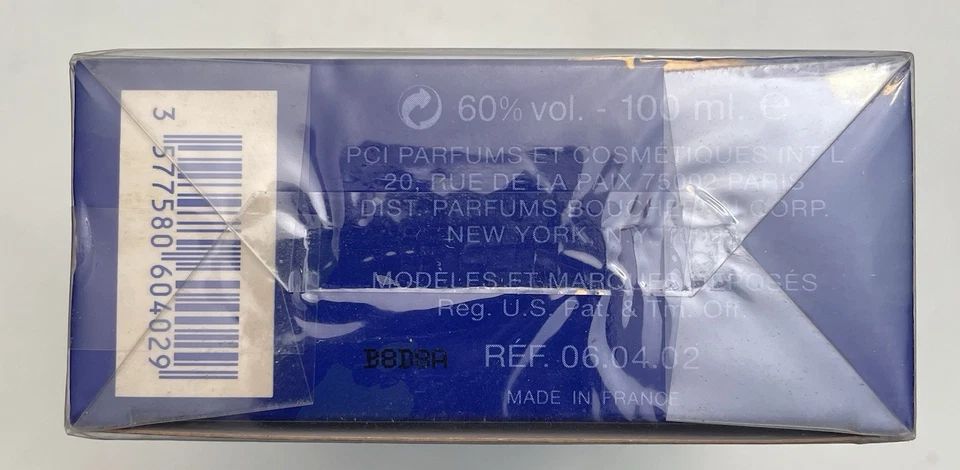 3 577580 604029
60% vol. - 100 ml. e
PCI PARFUMS ET COSMETIQUES INT'L
20, RUE DE LA PAIX 75002 PARIS
DIST. PARFUMS BOUCHERON CORP.
NEW YORK
MODÈLES ET MARQUES DÉPOSÉS
Reg. U.S. Pat. & TM. Off.
B8D8A REF. 06.04.02
MADE IN FRANCE